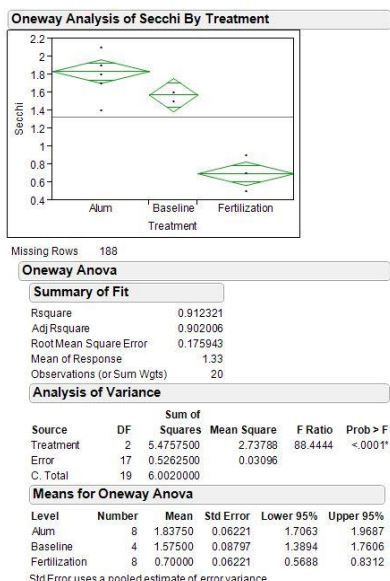 Oneway Analysis of Secchi By Treatment
2.2
2
1.8
1.6
1.4
1.2
1
0.8
0.6
0.4
Secchi
Alum Baseline Fertilization
Treatment
Missing Rows 188
Oneway Anova
Summary of Fit
Rsquare 0.912321
Adj Rsquare 0.902006
Root Mean Square Error 0.175943
Mean of Response 1.33
Observations (or Sum Wgts) 20
Analysis of Variance
Sum of
Source DF Squares Mean Square F Ratio Prob > F
Treatment 2 5.4757500 2.73788 88.4444 <.0001*
Error 17 0.5262500 0.03096
C. Total 19 6.0020000
Means for Oneway Anova
Level Number Mean Std Error Lower 95% Upper 95%
Alum 8 1.83750 0.06221 1.7063 1.9687
Baseline 4 1.57500 0.08797 1.3894 1.7606
Fertilization 8 0.70000 0.06221 0.5688 0.8312
Std Error uses a pooled estimate of error variance